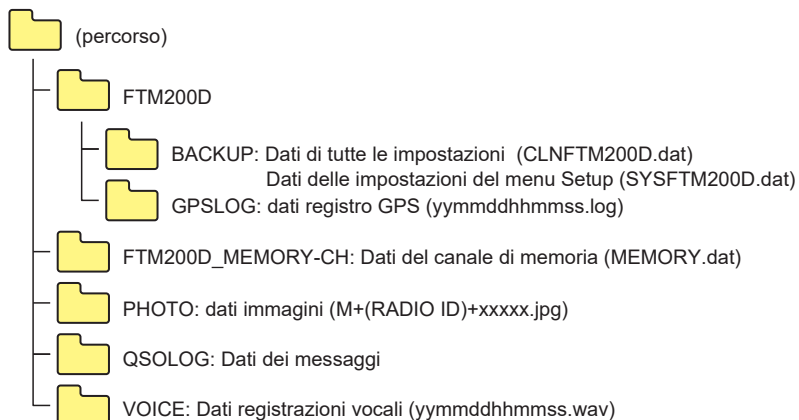 (percorso)
FTM200D
BACKUP: Dati di tutte le impostazioni (CLNFTM200D.dat)
Dati delle impostazioni del menu Setup (SYSFTM200D.dat)
GPSLOG: dati registro GPS (yymmddhhmmss.log)
FTM200D_MEMORY-CH: Dati del canale di memoria (MEMORY.dat)
PHOTO: dati immagini (M+(RADIO ID)+xxxxx.jpg)
QSOLOG: Dati dei messaggi
VOICE: Dati registrazioni vocali (yymmddhhmmss.wav)